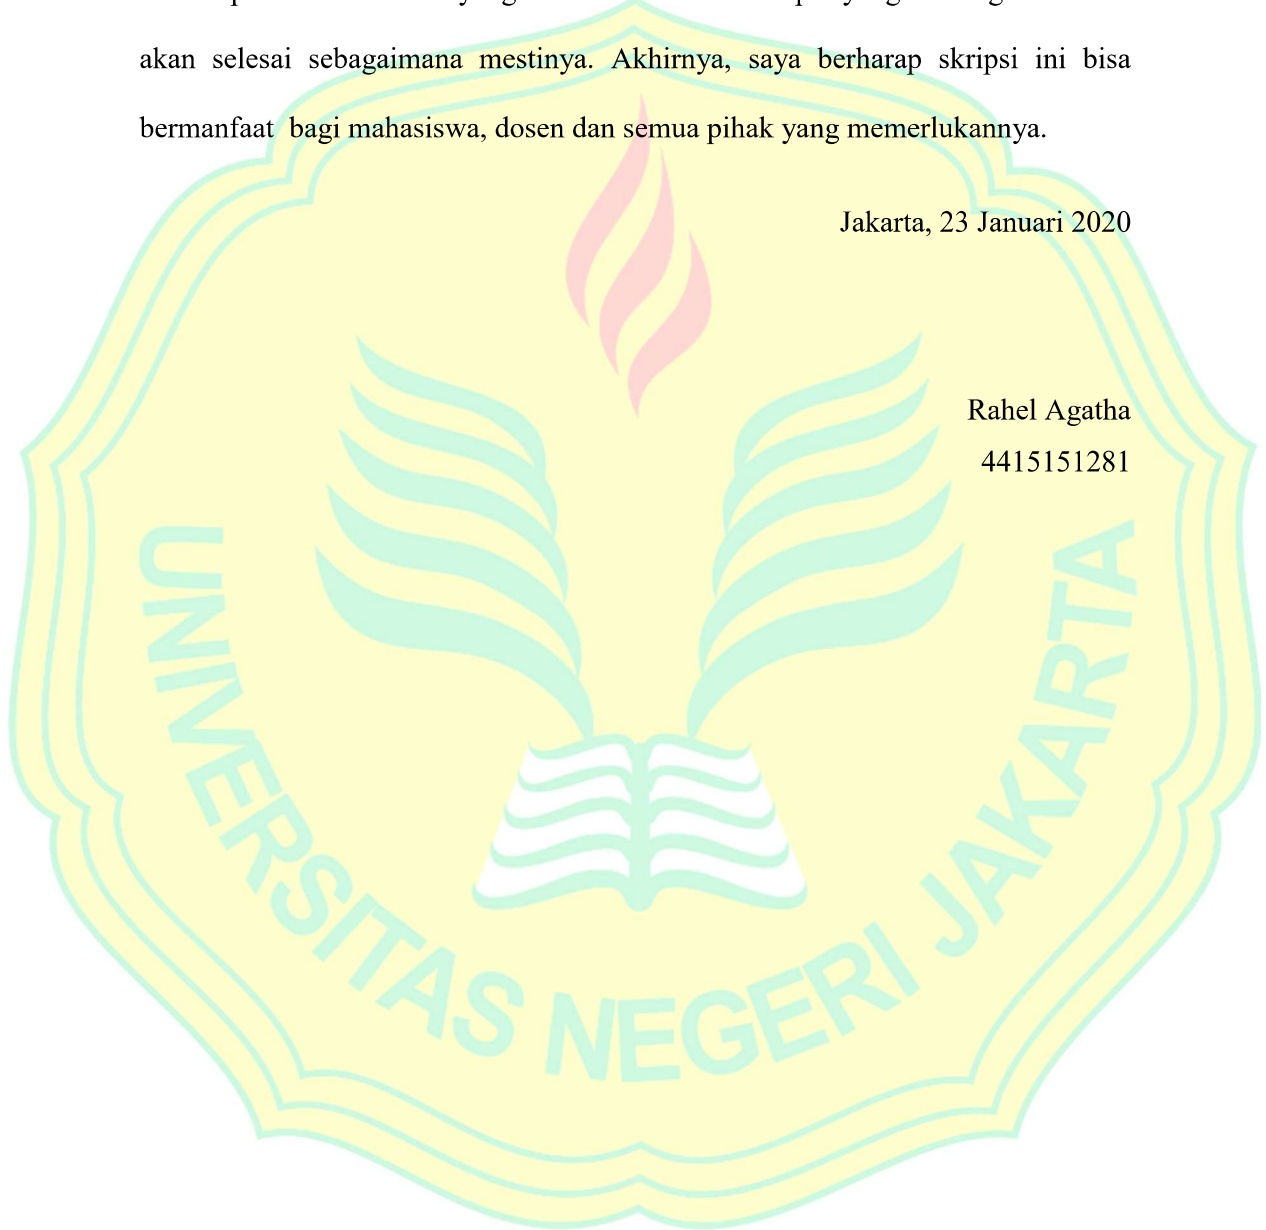 akan selesai sebagaimana mestinya. Akhirnya, saya berharap skripsi ini bisa
bermanfaat bagi mahasiswa, dosen dan semua pihak yang memerlukannya.
Jakarta, 23 Januari 2020
Rahel Agatha
4415151281
UNIVERSITAS NEGERI JAKARTA